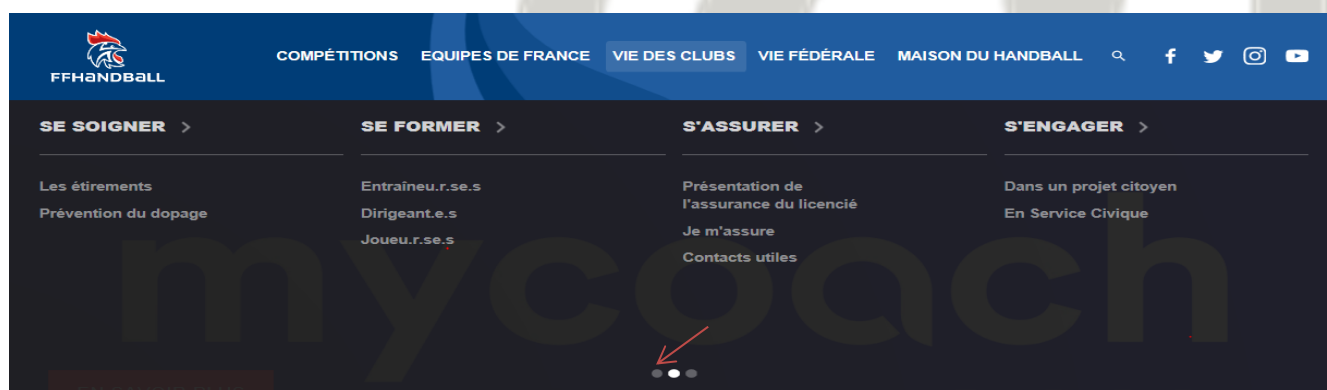 FFHANDBALL
COMPÉTITIONS EQUIPES DE FRANCE VIE DES CLUBS VIE FÉDÉRALE MAISON DU HANDBALL
SE SOIGNER >
Les étirements
Prévention du dopage
SE FORMER >
Entraîneu.r.se.s
Dirigeant.e.s
Joueu.r.se.s
S'ASSURER >
Présentation de
l'assurance du licencié
Je m'assure
Contacts utiles
S'ENGAGER >
Dans un projet citoyen
En Service Civique
mycoach